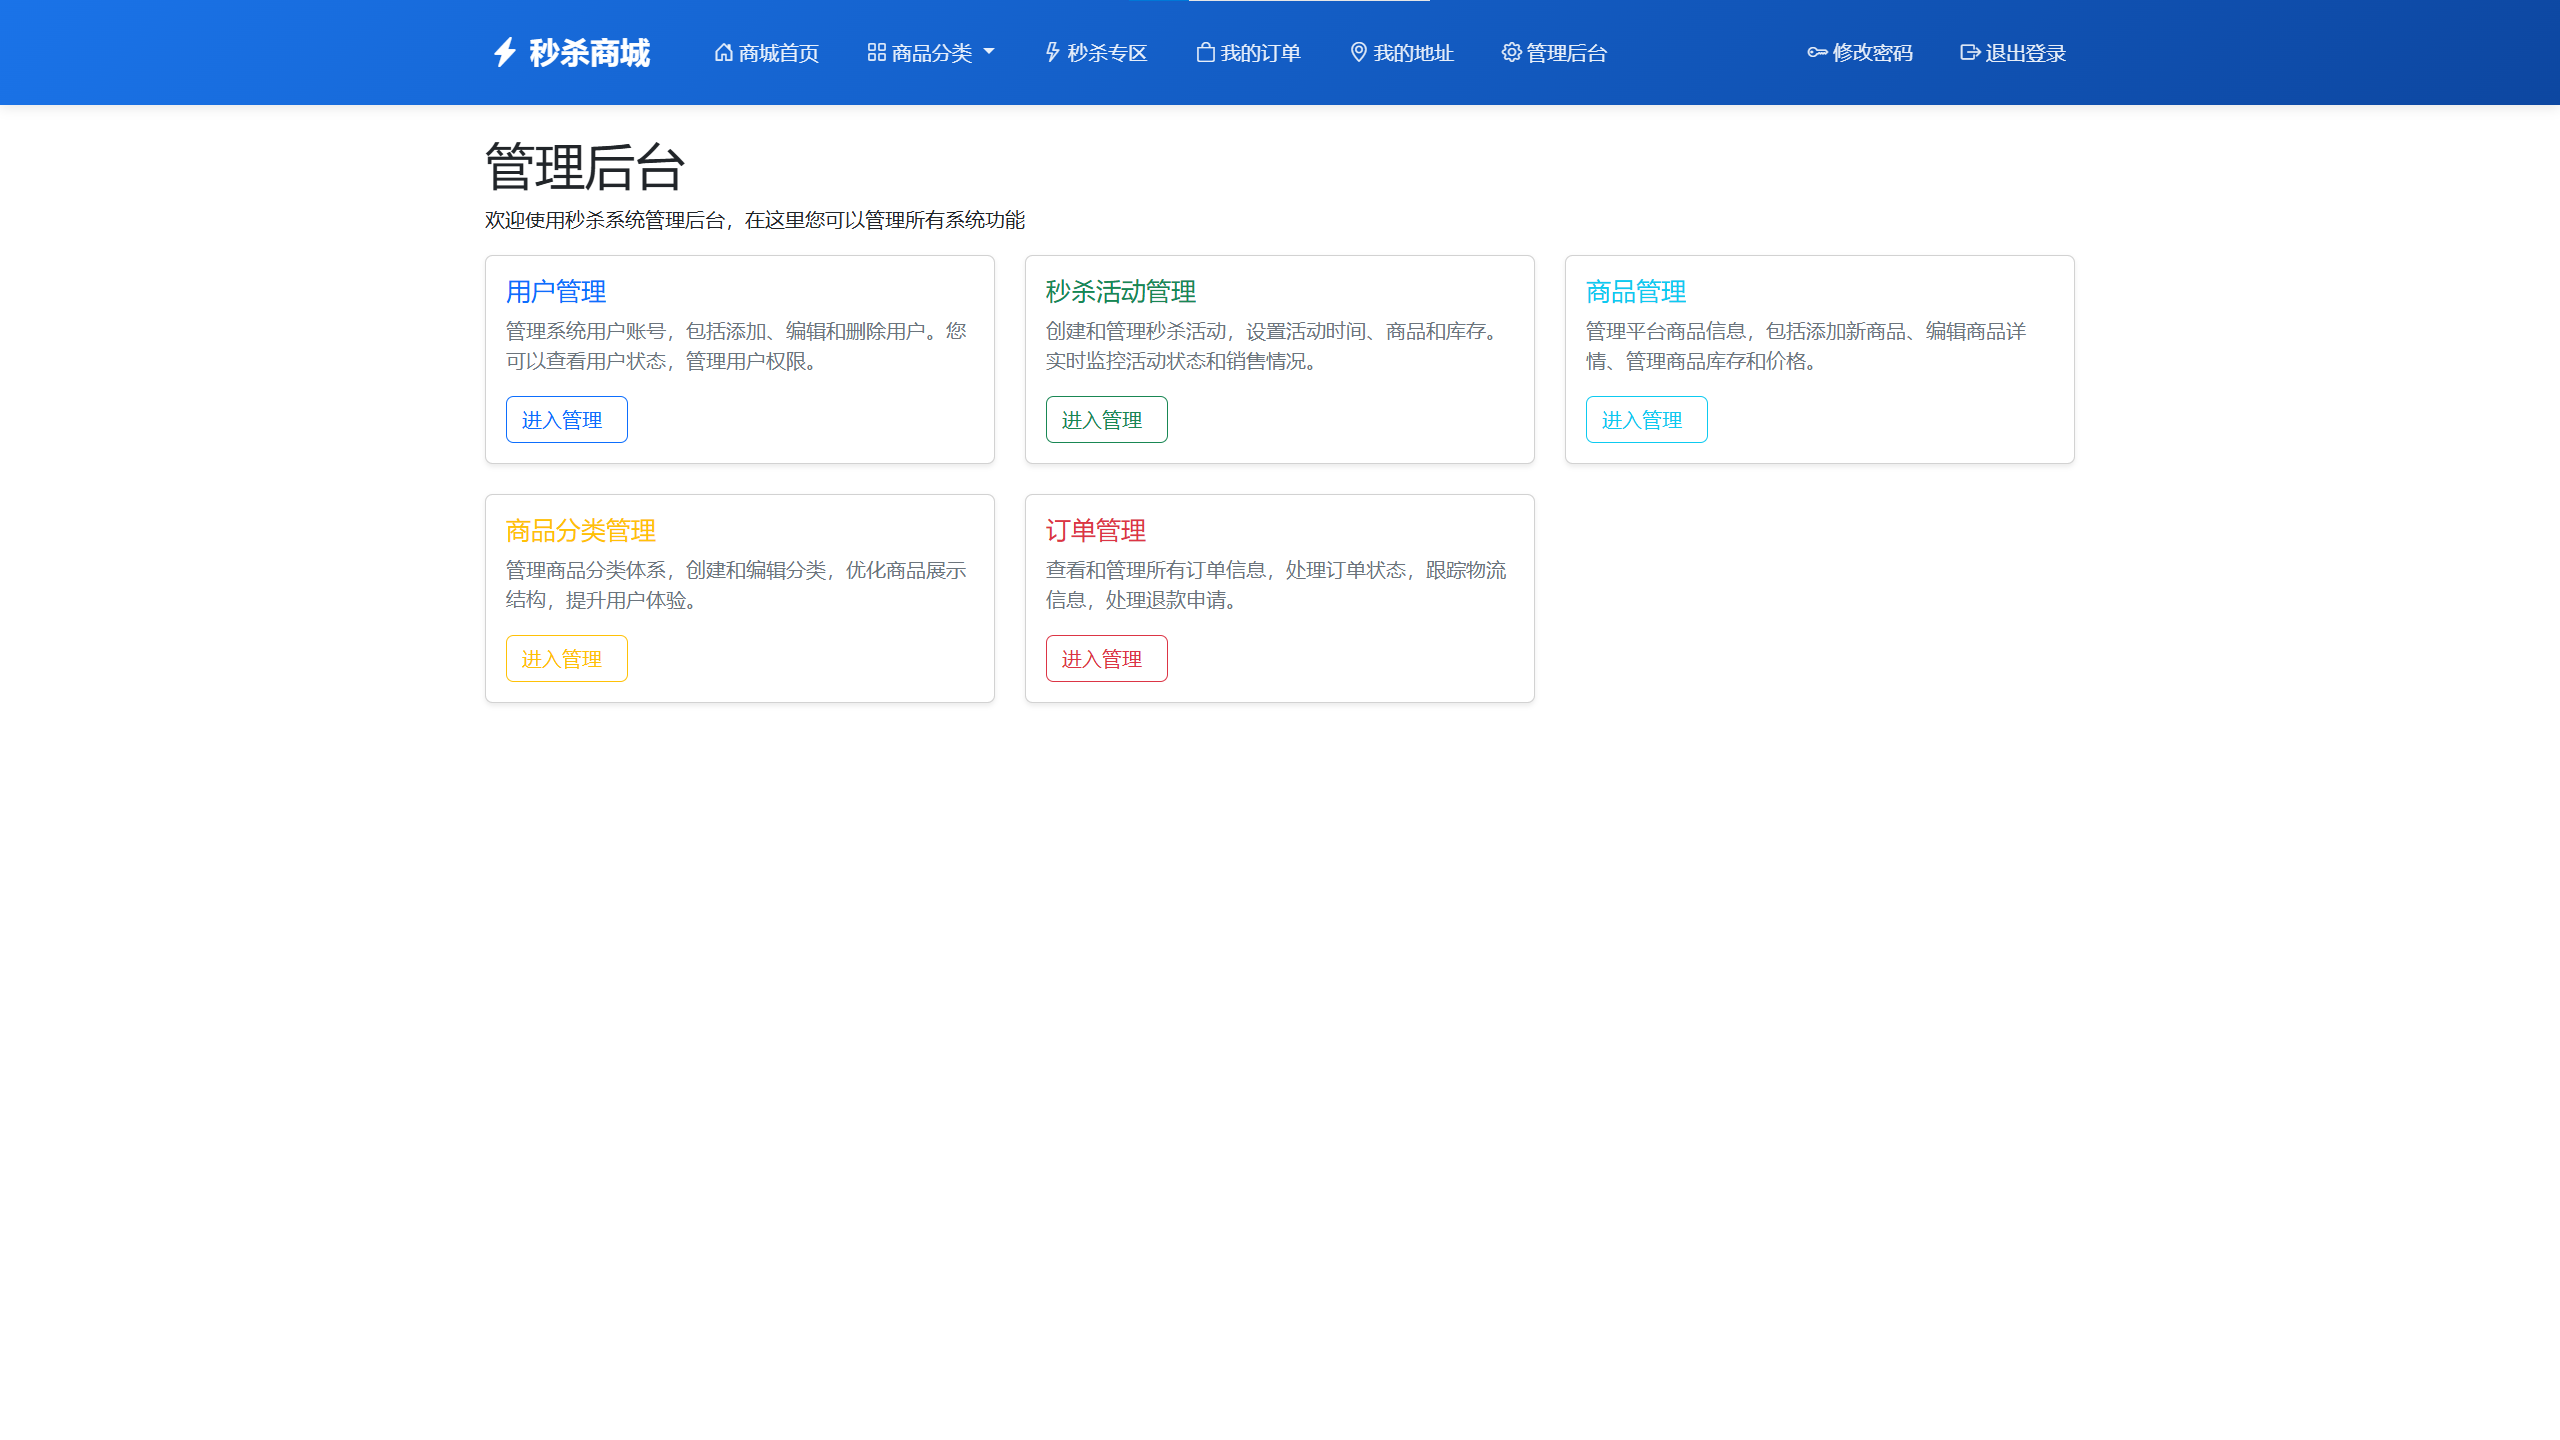 秒杀商城 商城首页 商品分类 秒杀专区 我的订单 我的地址 管理后台 修改密码 退出登录
管理后台
欢迎使用秒杀系统管理后台，在这里您可以管理所有系统功能
用户管理
管理系统用户账号，包括添加、编辑和删除用户。您
可以查看用户状态，管理用户权限。
进入管理
秒杀活动管理
创建和管理秒杀活动，设置活动时间、商品和库存。
实时监控活动状态和销售情况。
进入管理
商品管理
管理平台商品信息，包括添加新商品、编辑商品详
情、管理商品库存和价格。
进入管理
商品分类管理
管理商品分类体系，创建和编辑分类，优化商品展示
结构，提升用户体验。
进入管理
订单管理
查看和管理所有订单信息，处理订单状态，跟踪物流
信息，处理退款申请。
进入管理